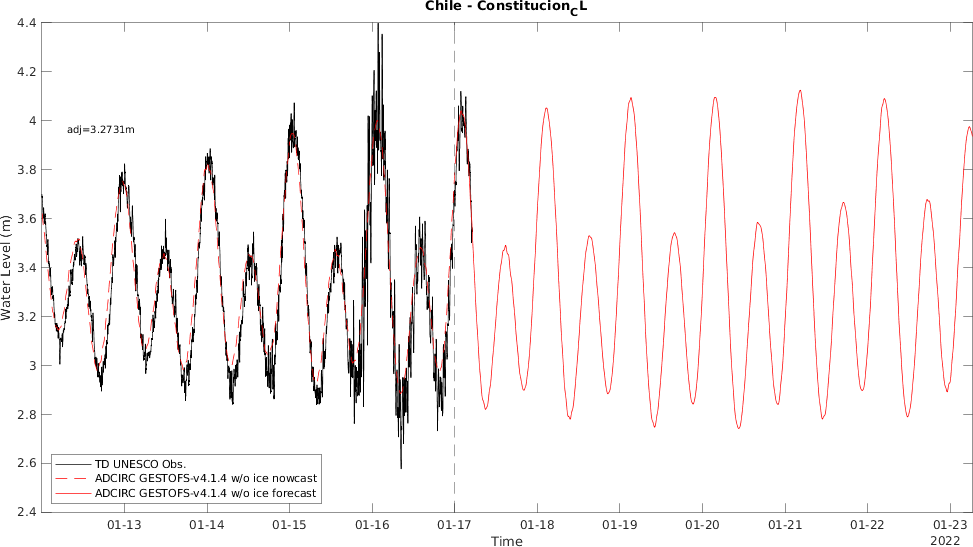 Chile - Constitucion_CL
4.4
4.2
4
3.8
3.6
3.4
3.2
3
2.8
2.6
2.4
Water Level (m)
adj=3.2731m
TD UNESCO Obs.
ADCIRC GESTOFS-v4.1.4 w/o ice nowcast
ADCIRC GESTOFS-v4.1.4 w/o ice forecast
01-13 01-14 01-15 01-16 01-17 01-18 01-19 01-20 01-21 01-22 01-23
Time
2022